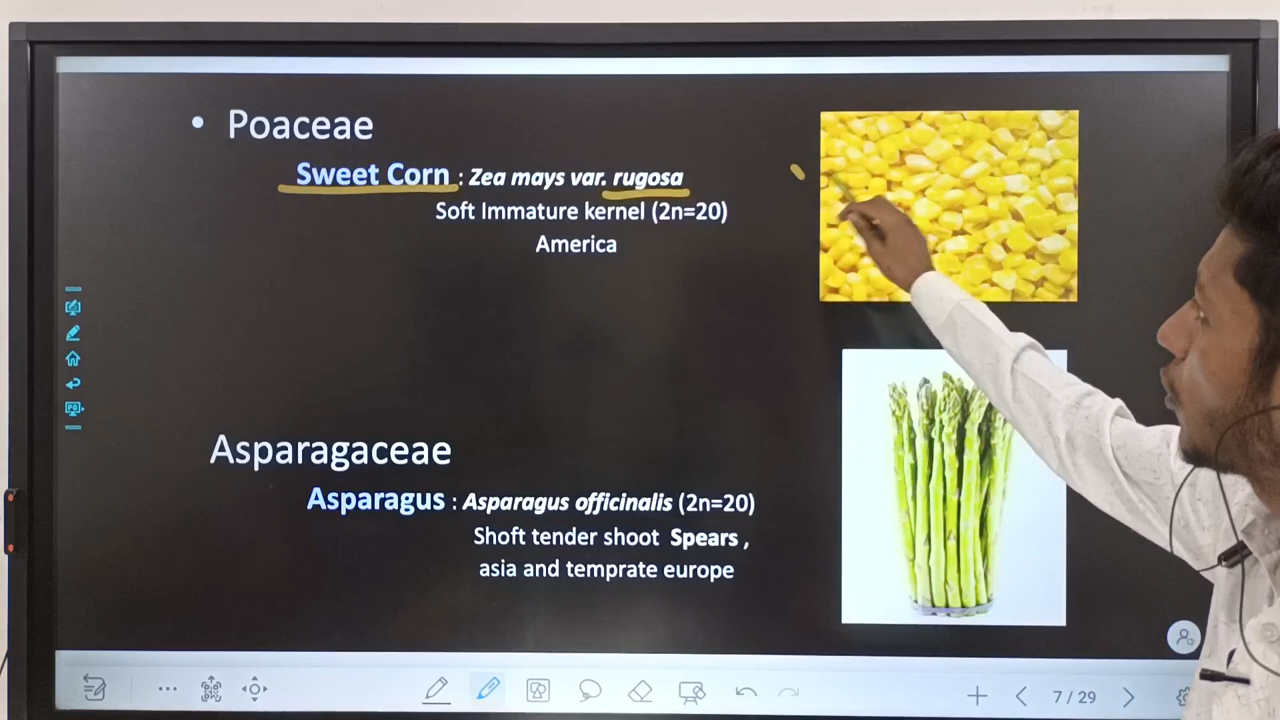 • Poaceae
Sweet Corn : Zea mays var. rugosa
Soft Immature kernel (2n=20)
America
Asparagaceae
Asparagus : Asparagus officinalis (2n=20)
Shoft tender shoot Spears ,
asia and temprate europe
7 / 29